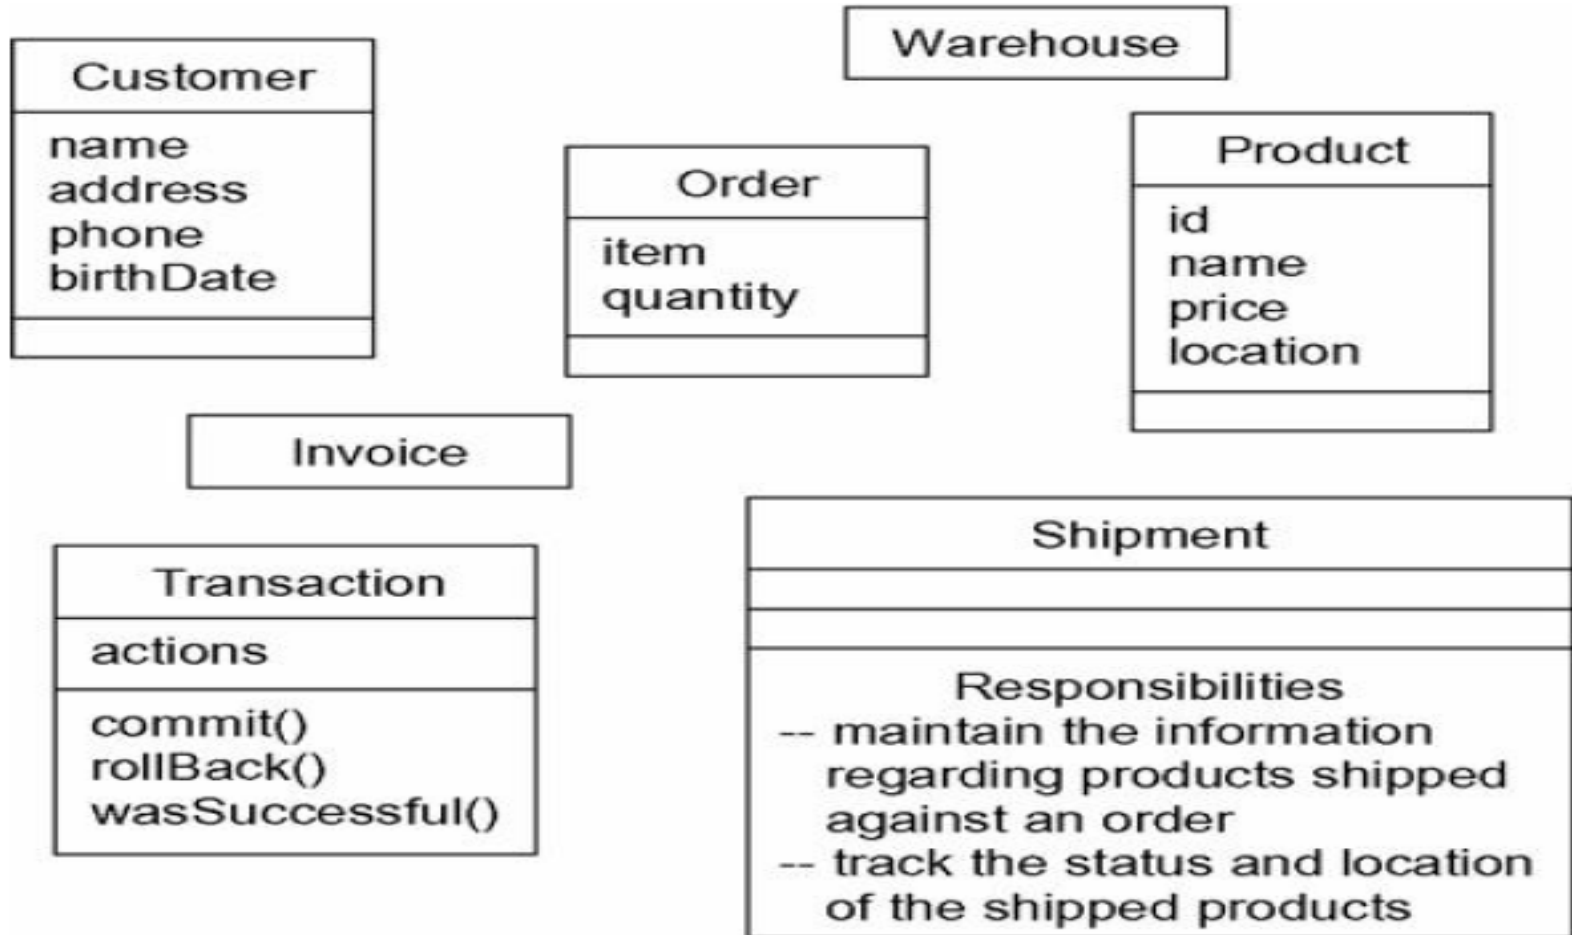 Warehouse
Customer
name
address
phone
birthDate
Order
item
quantity
Product
id
name
price
location
Invoice
Transaction
actions
commit()
rollBack()
wasSuccessful()
Shipment
Responsibilities
-- maintain the information
regarding products shipped
against an order
-- track the status and location
of the shipped products